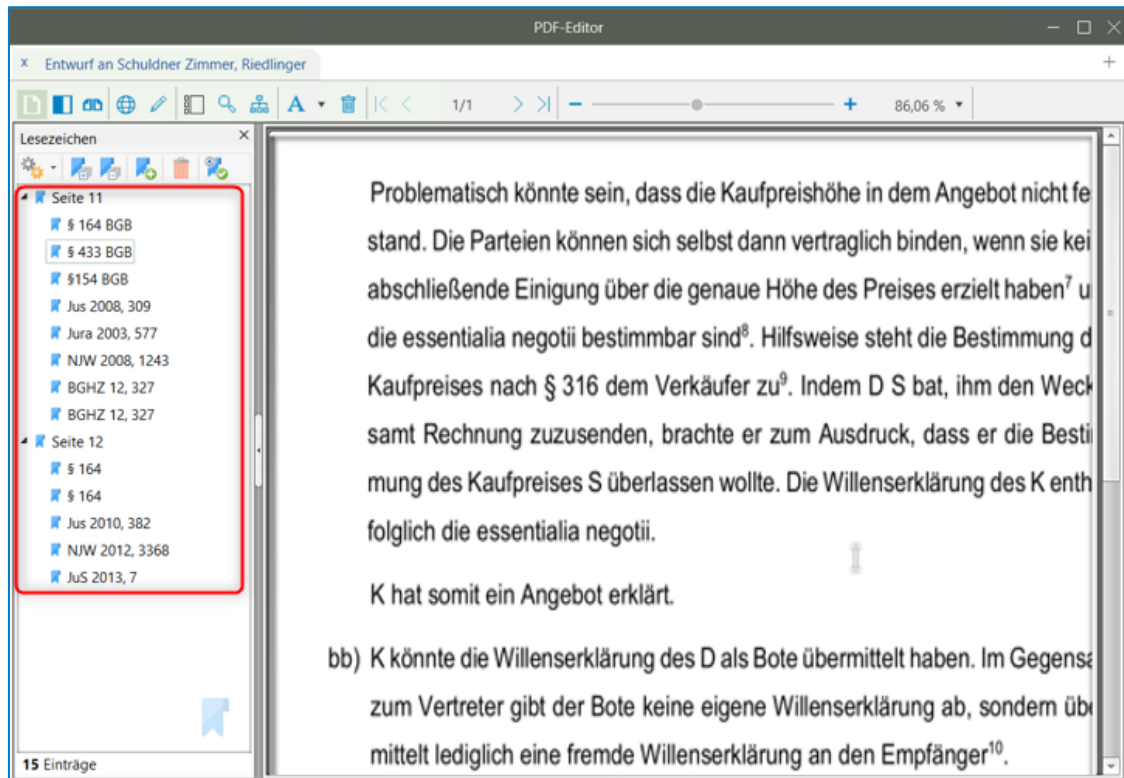 PDF-Editor
x Entwurf an Schuldner Zimmer, Riedlinger
A 1/1 86,06 %
Lesezeichen
Seite 11
§ 164 BGB
§ 433 BGB
§154 BGB
Jus 2008, 309
Jura 2003, 577
NJW 2008, 1243
BGHZ 12, 327
BGHZ 12, 327
Seite 12
§ 164
§ 164
Jus 2010, 382
NJW 2012, 3368
JuS 2013, 7
15 Einträge
Problematisch könnte sein, dass die Kaufpreishöhe in dem Angebot nicht fe
stand. Die Parteien können sich selbst dann vertraglich binden, wenn sie kei
abschließende Einigung über die genaue Höhe des Preises erzielt haben⁷ u
die essentialia negotii bestimmbar sind⁸. Hilfsweise steht die Bestimmung d
Kaufpreises nach § 316 dem Verkäufer zu⁹. Indem D S bat, ihm den Weck
samt Rechnung zuzusenden, brachte er zum Ausdruck, dass er die Besti
mung des Kaufpreises S überlassen wollte. Die Willenserklärung des K enth
folglich die essentialia negotii.
K hat somit ein Angebot erklärt.
bb) K könnte die Willenserklärung des D als Bote übermittelt haben. Im Gegensa
zum Vertreter gibt der Bote keine eigene Willenserklärung ab, sondern übe
mittelt lediglich eine fremde Willenserklärung an den Empfänger¹⁰.